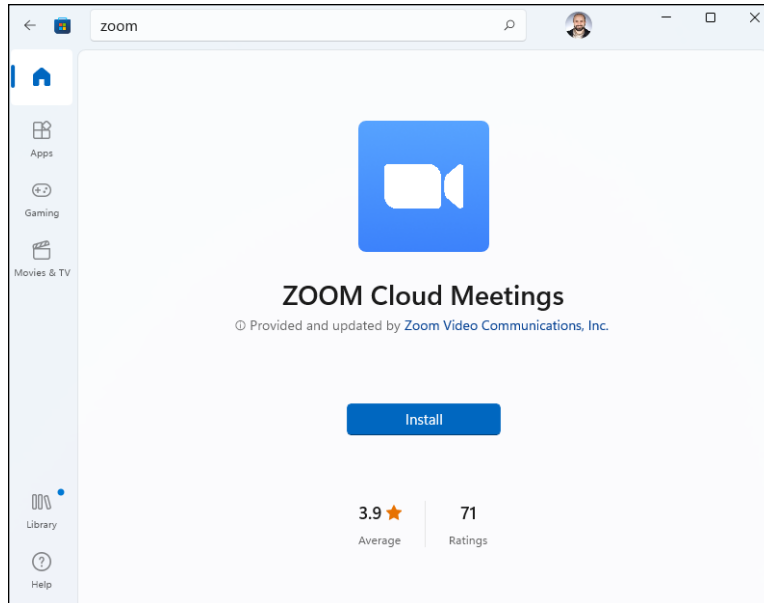 zoom
Apps
Gaming
Movies & TV
ZOOM Cloud Meetings
Provided and updated by Zoom Video Communications, Inc.
Install
3.9 71
Average Ratings
Library
Help